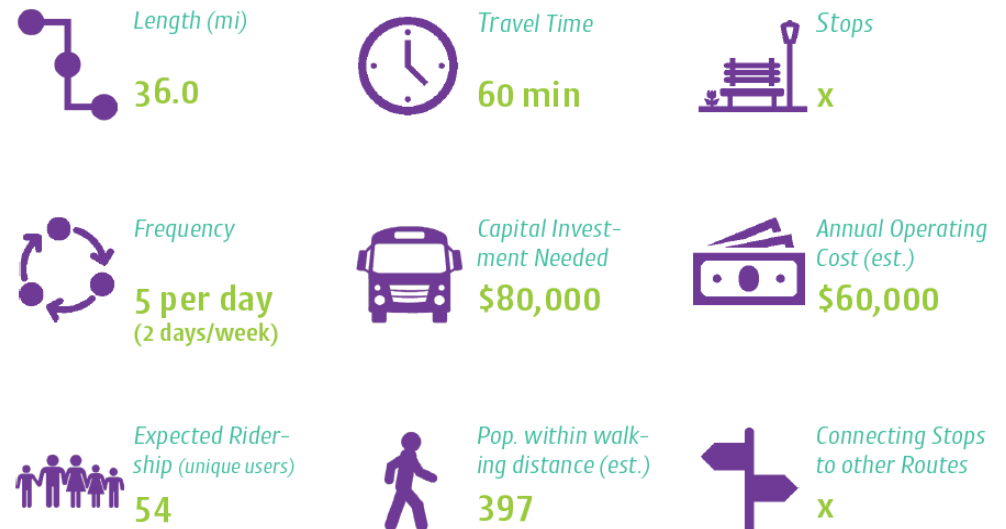 Length (mi)
36.0
Travel Time
60 min
Stops
x
Frequency
5 per day
(2 days/week)
Capital Invest-
ment Needed
$80,000
Annual Operating
Cost (est.)
$60,000
Expected Rider-
ship (unique users)
54
Pop. within walk-
ing distance (est.)
397
Connecting Stops
to other Routes
x